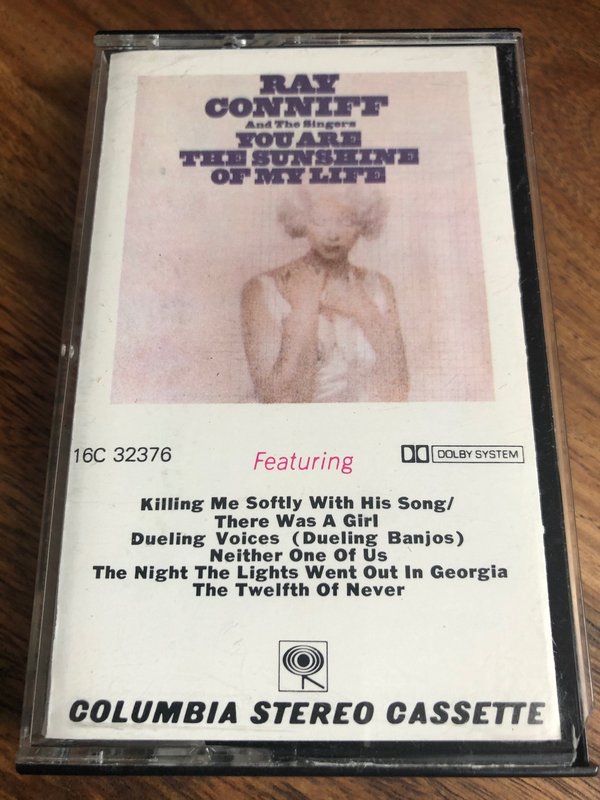 RAY
CONNIFF
And The Singers
YOU ARE
THE SUNSHINE
OF MY LIFE
16C 32376
Featuring
DOLBY SYSTEM
Killing Me Softly With His Song/
There Was A Girl
Dueling Voices (Dueling Banjos)
Neither One Of Us
The Night The Lights Went Out In Georgia
The Twelfth Of Never
COLUMBIA STEREO CASSETTE